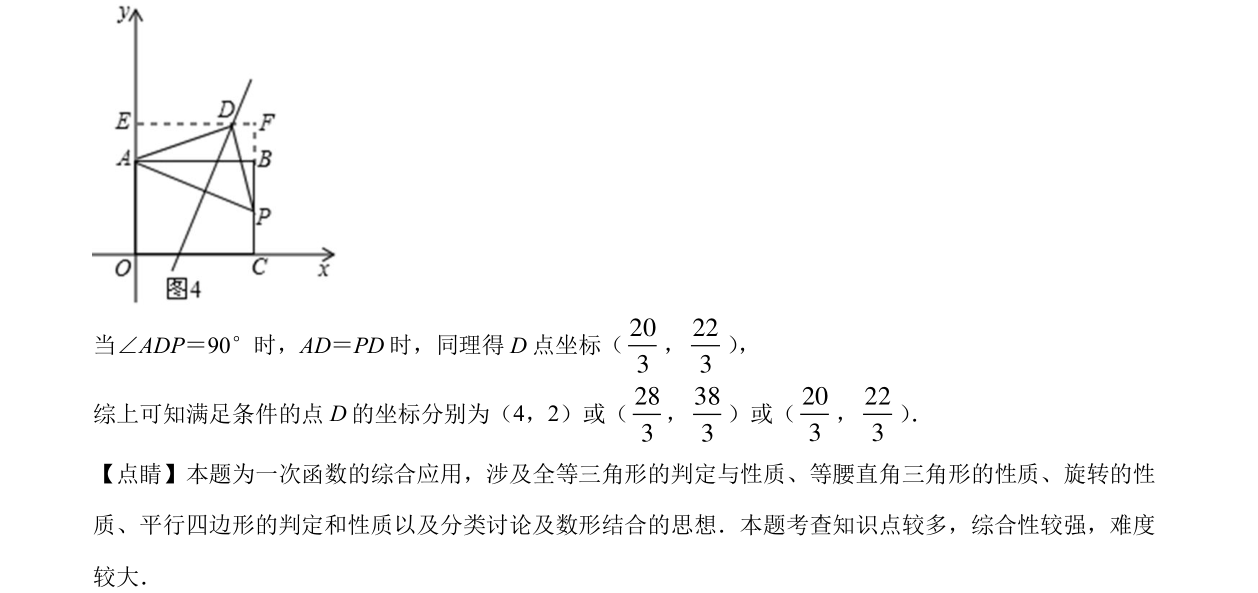 y
E
D
F
A
B
P
O
C
x
图4
当∠ADP＝90°时，AD＝PD时，同理得D点坐标（20/3，22/3），
综上可知满足条件的点D的坐标分别为（4，2）或（28/3，38/3）或（20/3，22/3）．
【点睛】本题为一次函数的综合应用，涉及全等三角形的判定与性质、等腰直角三角形的性质、旋转的性
质、平行四边形的判定和性质以及分类讨论及数形结合的思想．本题考查知识点较多，综合性较强，难度
较大．